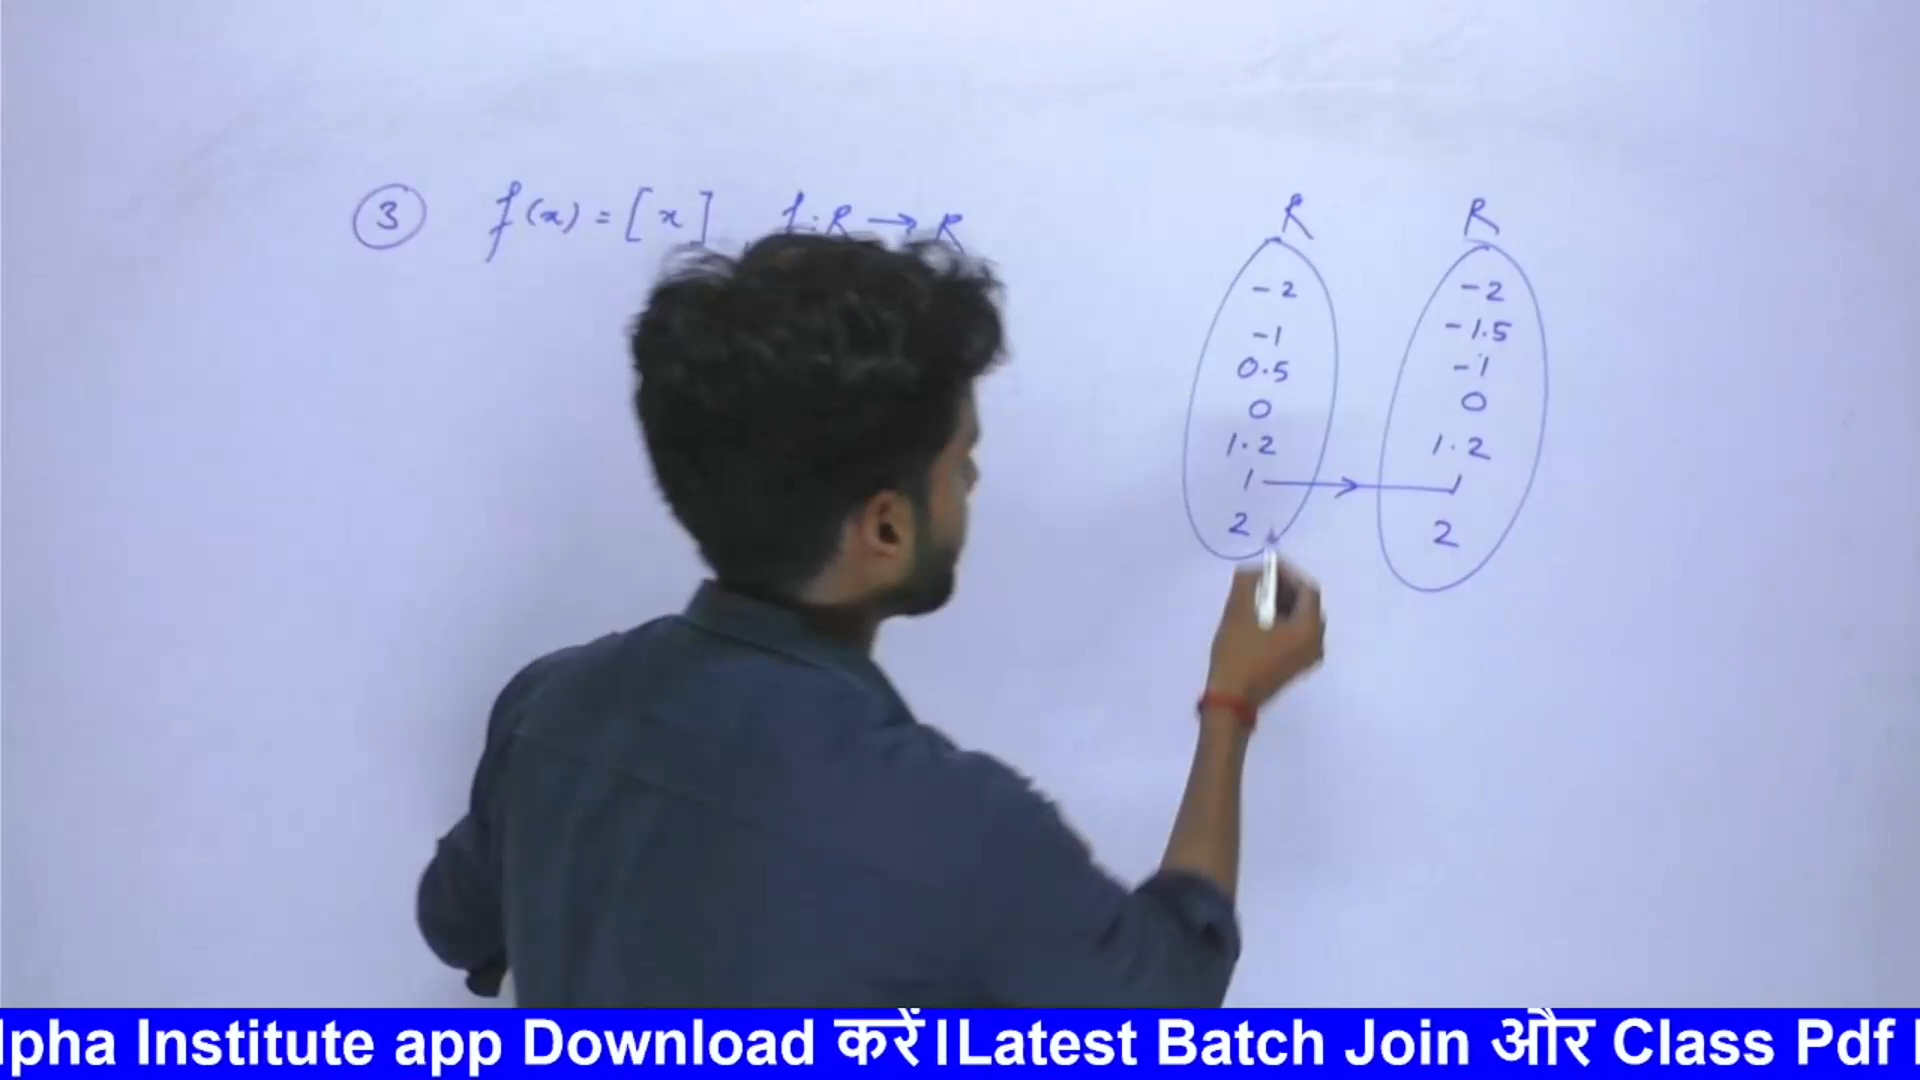 ③ f(x) = [x] f : R → R
R R
-2 -2
-1 -1.5
0.5 -1
0 0
1.2 1.2
1 1
2 2
lpha Institute app Download करें।Latest Batch Join और Class Pdf